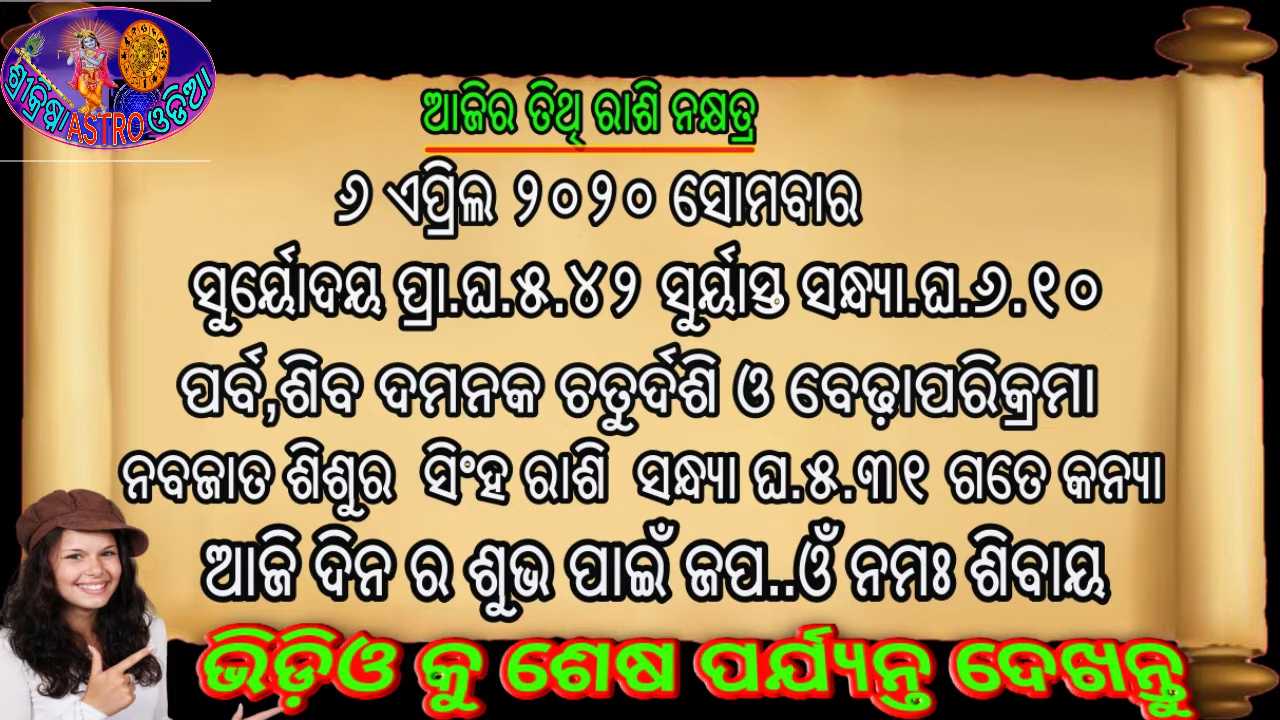 ଶ୍ରୀକ୍ରିଷ୍ନା ASTRO ଓଡିଆ
ଆଜିର ତିଥି ରାଶି ନକ୍ଷତ୍ର
୬ ଏପ୍ରିଲ ୨୦୨୦ ସୋମବାର
ସୁର୍ୟୋଦୟ ପ୍ରା.ଘ.୫.୪୨ ସୁର୍ୟାସ୍ତ ସନ୍ଧ୍ୟା.ଘ.୬.୧୦
ପର୍ବ,ଶିବ ଦମନକ ଚତୁର୍ଦଶି ଓ ବେଢ଼ାପରିକ୍ରମା
ନବଜାତ ଶିଶୁର ସିଂହ ରାଶି ସନ୍ଧ୍ୟା ଘ.୫.୩୧ ଗତେ କନ୍ୟା
ଆଜି ଦିନ ର ଶୁଭ ପାଇଁ ଜପ..ଓଁ ନମଃ ଶିବାୟ
ଭିଡ଼ିଓ କୁ ଶେଷ ପର୍ଯ୍ୟନ୍ତ ଦେଖନ୍ତୁ